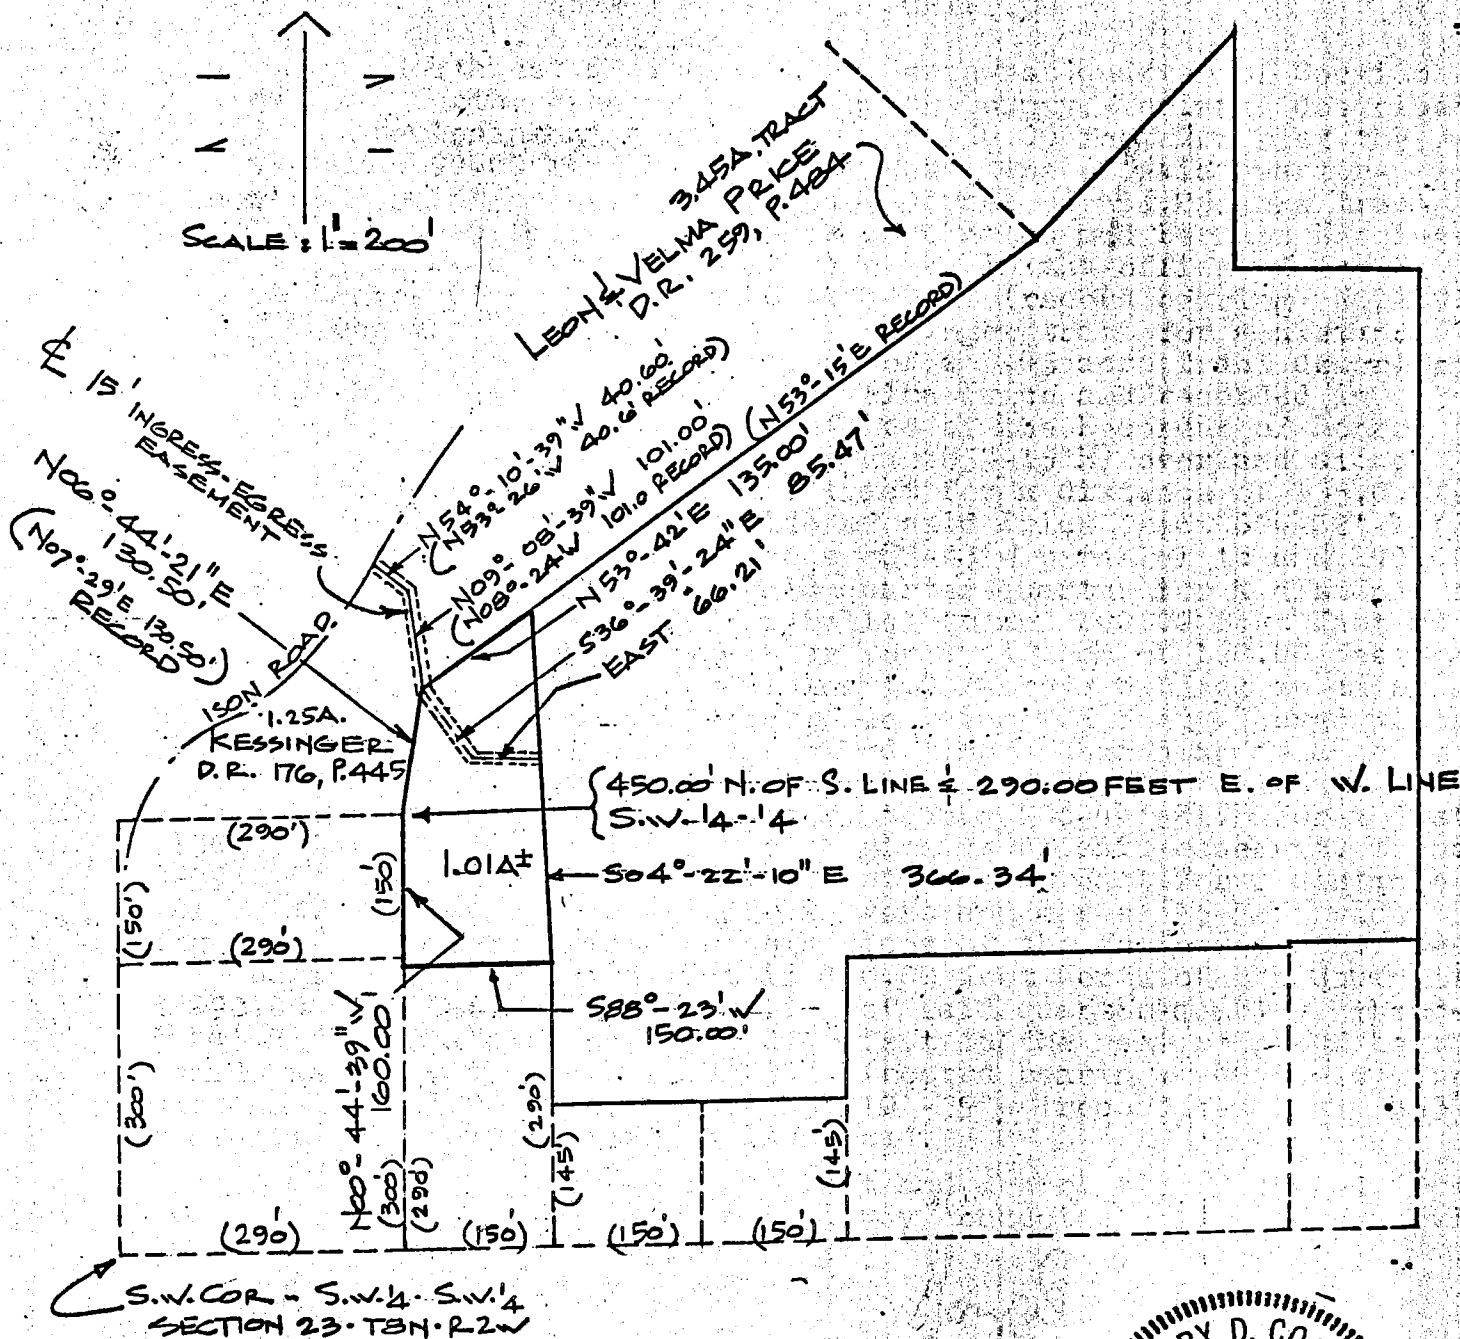 SCALE : 1"=200'
3.45A. TRACT
LEON & VELMA PRICE
D.R. 259, P.484
℄ 15' INGRESS-EGRESS
EASEMENT
N06°-44'-21"E
130.50'
(N07°-29'E 130.50'
RECORD)
N54°-10'-39"W 40.60'
(N53°-26'W 40.6' RECORD)
N09°-08'-39"W 101.00'
(N08°-24'W 101.0 RECORD)
(N53°-15'E RECORD)
N53°-42'E 135.00'
S36°-39'-24"E 85.47'
EAST 66.21'
ISON ROAD
1.25A.
KESSINGER
D.R. 176, P.445
450.00' N. OF S. LINE & 290.00 FEET E. OF W. LINE
S.W.-1/4-1/4
(290')
(150')
(150')
1.01A±
S04°-22'-10"E 366.34'
(290')
S88°-23'W
150.00'
N00°-44'-39"W
160.00'
(300')
(300')
(290')
(290')
(145')
(145')
(290')
(150')
(150')
(150')
S.W. COR - S.W.1/4 - S.W.1/4
SECTION 23 - T8N - R2W
RY D. CO